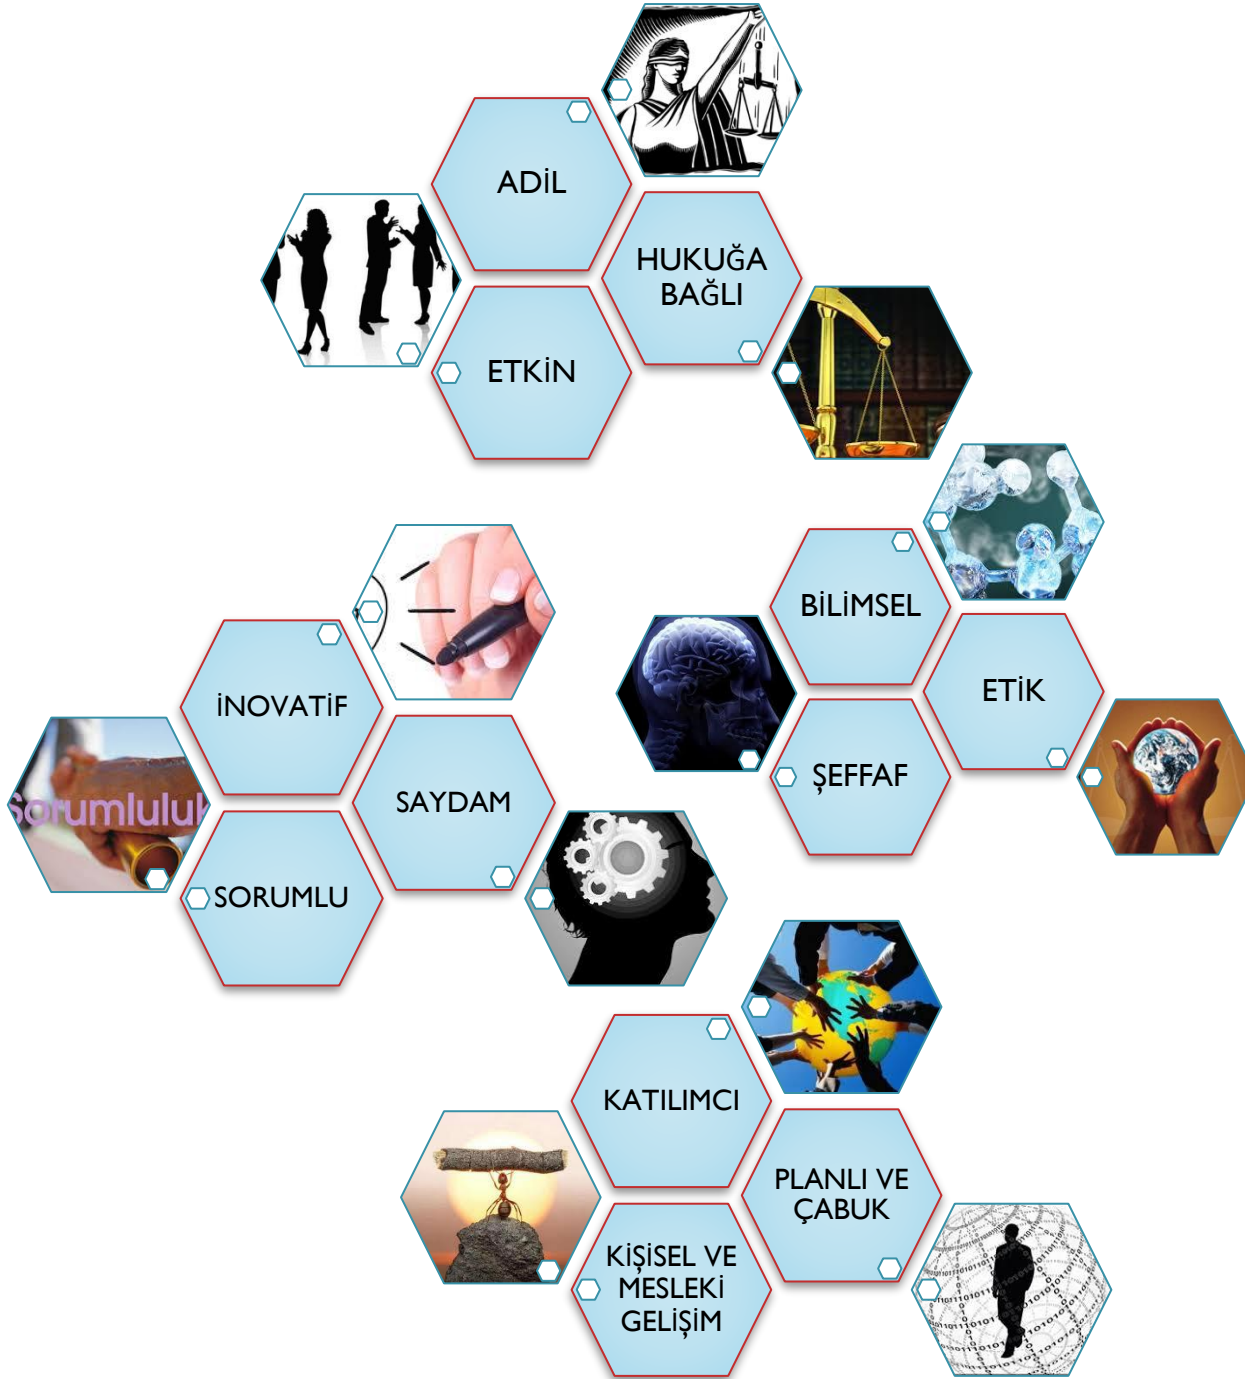 ADİL
HUKUĞA
BAĞLI
ETKİN
BİLİMSEL
ETİK
ŞEFFAF
İNOVATİF
SAYDAM
Sorumluluk
SORUMLU
KATILIMCI
PLANLI VE
ÇABUK
KİŞİSEL VE
MESLEKİ
GELİŞİM